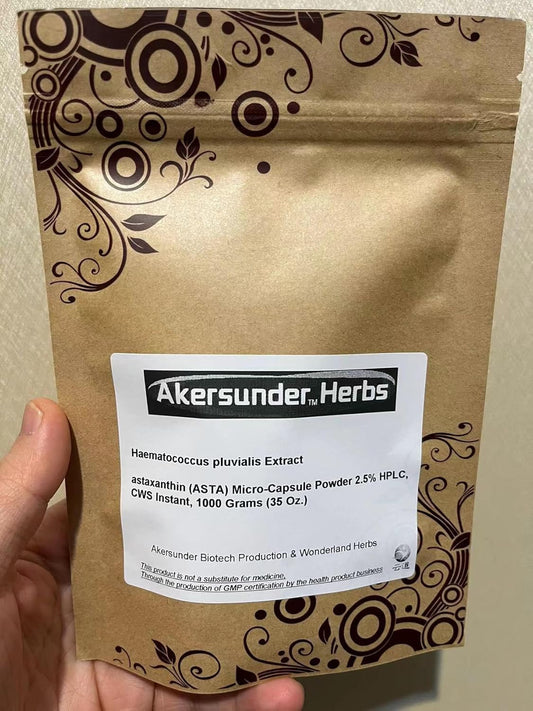 Akersunder™ Herbs
Haematococcus pluvialis Extract
astaxanthin (ASTA) Micro-Capsule Powder 2.5% HPLC,
CWS Instant, 1000 Grams (35 Oz.)
Akersunder Biotech Production & Wonderland Herbs
This product is not a substitute for medicine,
Through the production of GMP certification by the health product business